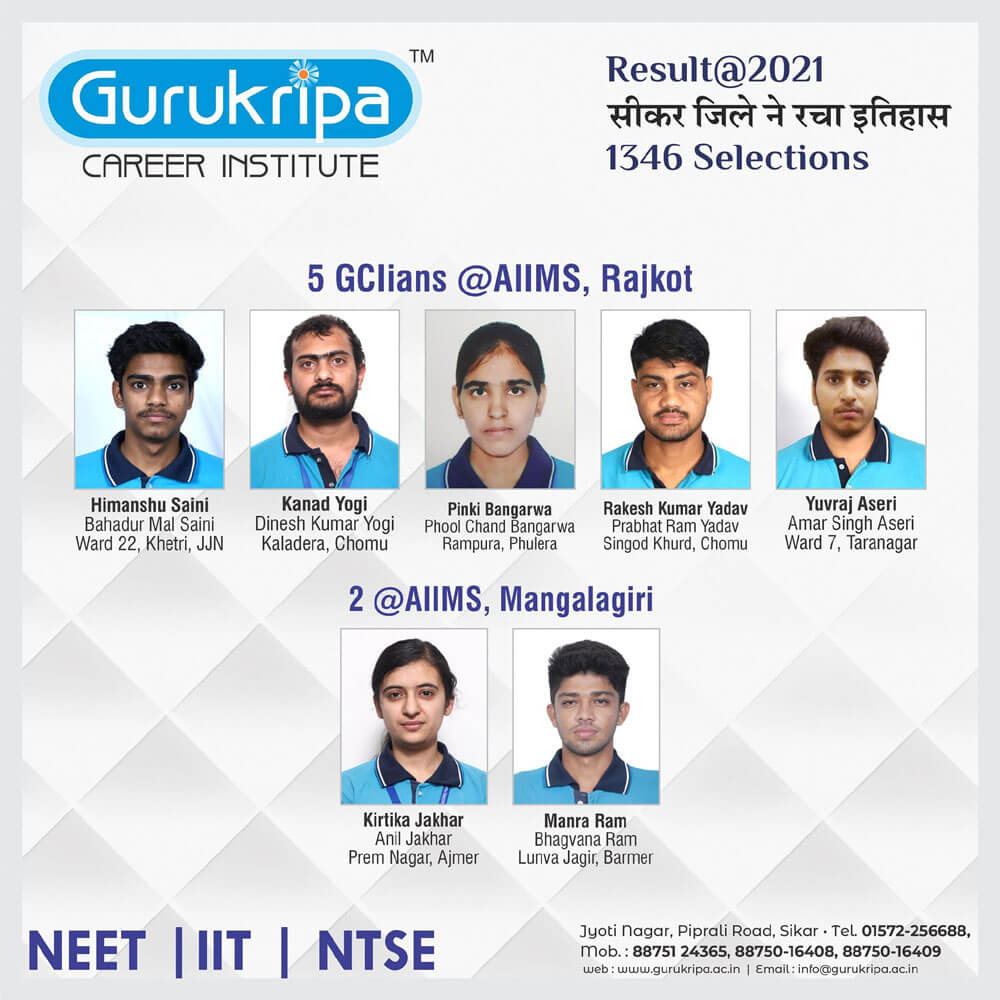 Gurukripa TM
CAREER INSTITUTE
Result@2021
सीकर जिले ने रचा इतिहास
1346 Selections
5 GCIians @AIIMS, Rajkot
Himanshu Saini
Bahadur Mal Saini
Ward 22, Khetri, JJN
Kanad Yogi
Dinesh Kumar Yogi
Kaladera, Chomu
Pinki Bangarwa
Phool Chand Bangarwa
Rampura, Phulera
Rakesh Kumar Yadav
Prabhat Ram Yadav
Singod Khurd, Chomu
Yuvraj Aseri
Amar Singh Aseri
Ward 7, Taranagar
2 @AIIMS, Mangalagiri
Kirtika Jakhar
Anil Jakhar
Prem Nagar, Ajmer
Manra Ram
Bhagvana Ram
Lunva Jagir, Barmer
NEET | IIT | NTSE
Jyoti Nagar, Piprali Road, Sikar • Tel. 01572-256688,
Mob. : 88751 24365, 88750-16408, 88750-16409
web : www.gurukripa.ac.in | Email : info@gurukripa.ac.in